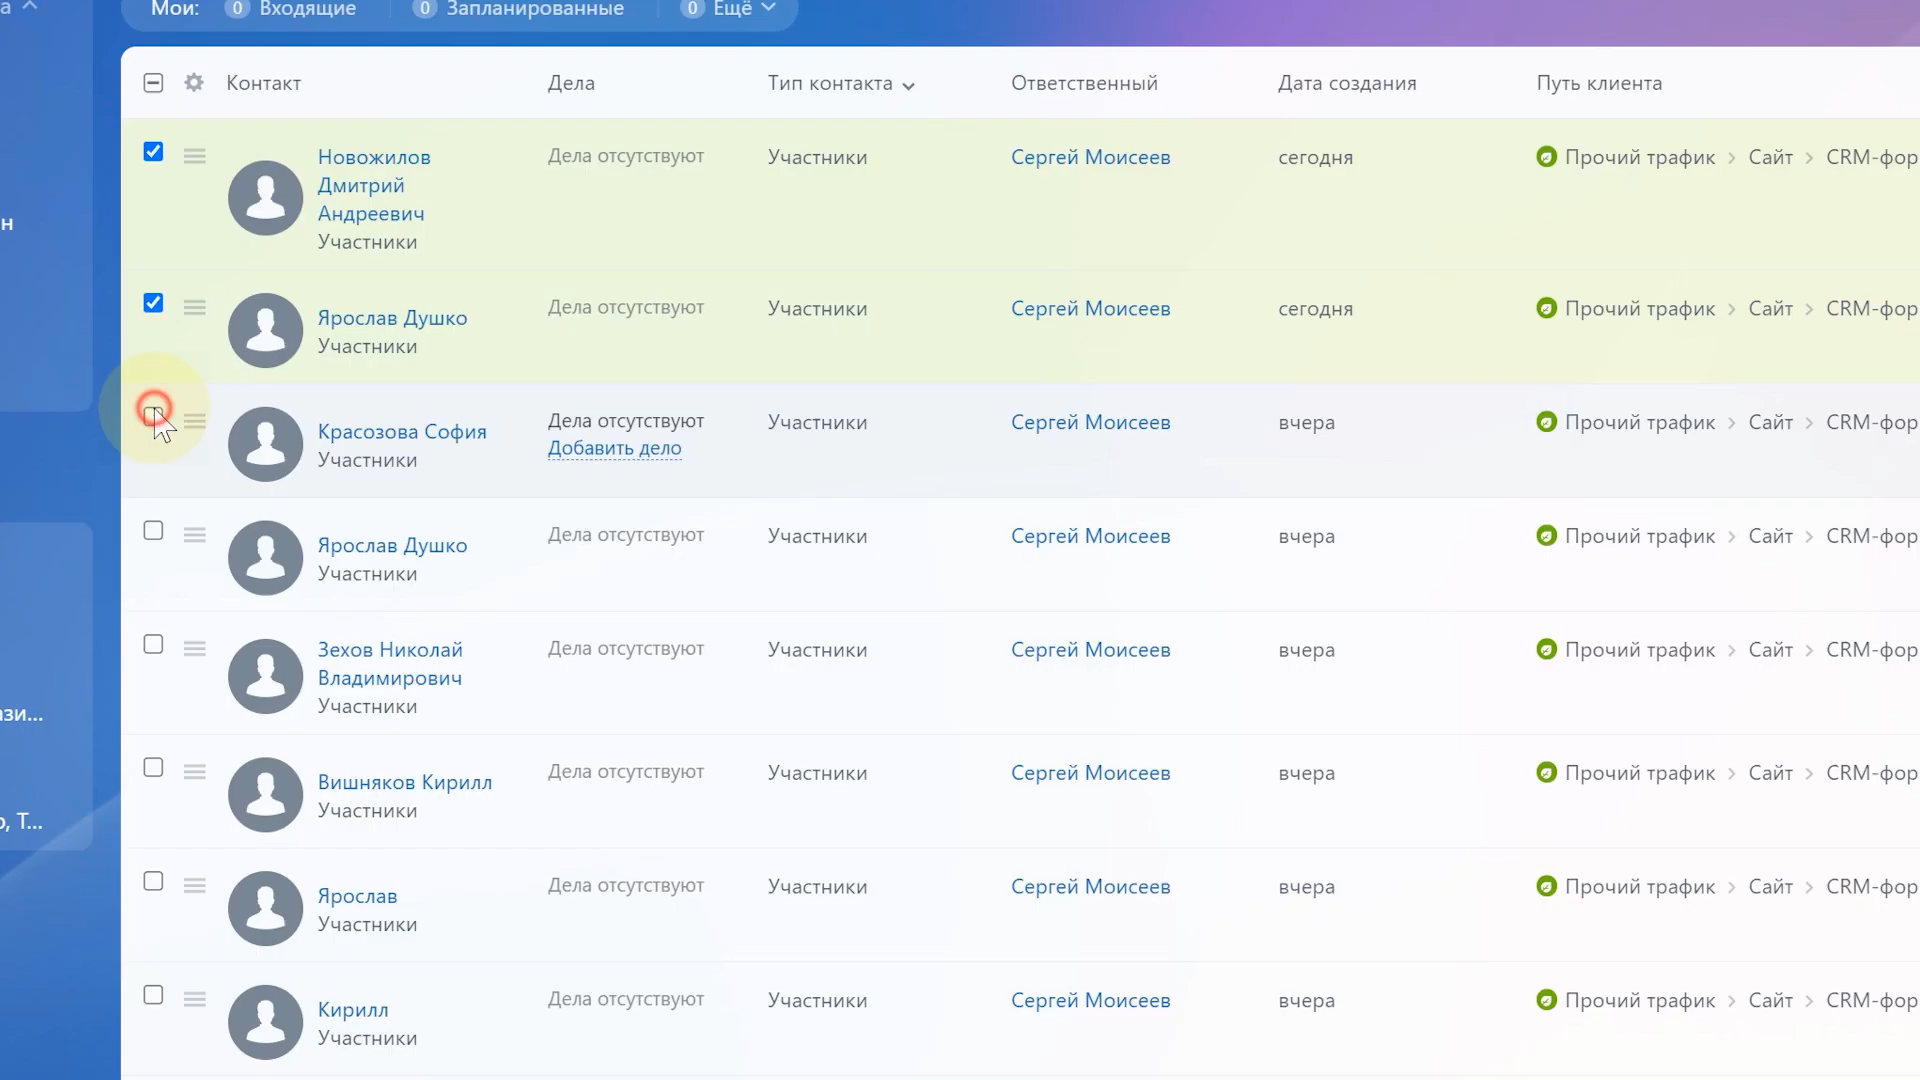 Мои: 0 Входящие 0 Запланированные 0 Ещё
а
н
ази...
о, Т...
Контакт Дела Тип контакта Ответственный Дата создания Путь клиента
Новожилов Дела отсутствуют Участники Сергей Моисеев сегодня Прочий трафик > Сайт > CRM-фор
Дмитрий
Андреевич
Участники
Ярослав Душко Дела отсутствуют Участники Сергей Моисеев сегодня Прочий трафик > Сайт > CRM-фор
Участники
Красозова София Дела отсутствуют Участники Сергей Моисеев вчера Прочий трафик > Сайт > CRM-фор
Участники Добавить дело
Ярослав Душко Дела отсутствуют Участники Сергей Моисеев вчера Прочий трафик > Сайт > CRM-фор
Участники
Зехов Николай Дела отсутствуют Участники Сергей Моисеев вчера Прочий трафик > Сайт > CRM-фор
Владимирович
Участники
Вишняков Кирилл Дела отсутствуют Участники Сергей Моисеев вчера Прочий трафик > Сайт > CRM-фор
Участники
Ярослав Дела отсутствуют Участники Сергей Моисеев вчера Прочий трафик > Сайт > CRM-фор
Участники
Кирилл Дела отсутствуют Участники Сергей Моисеев вчера Прочий трафик > Сайт > CRM-фор
Участники